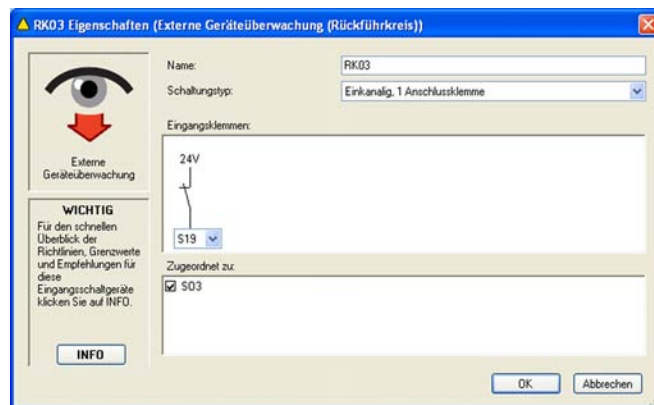 RK03 Eigenschaften (Externe Geräteüberwachung (Rückführkreis))
Externe
Geräteüberwachung
WICHTIG
Für den schnellen
Überblick der
Richtlinien, Grenzwerte
und Empfehlungen für
diese
Eingangsschaltgeräte
klicken Sie auf INFO.
INFO
Name:
RK03
Schaltungstyp:
Einkanalig, 1 Anschlussklemme
Eingangsklemmen:
24V
S19
Zugeordnet zu:
SO3
OK
Abbrechen